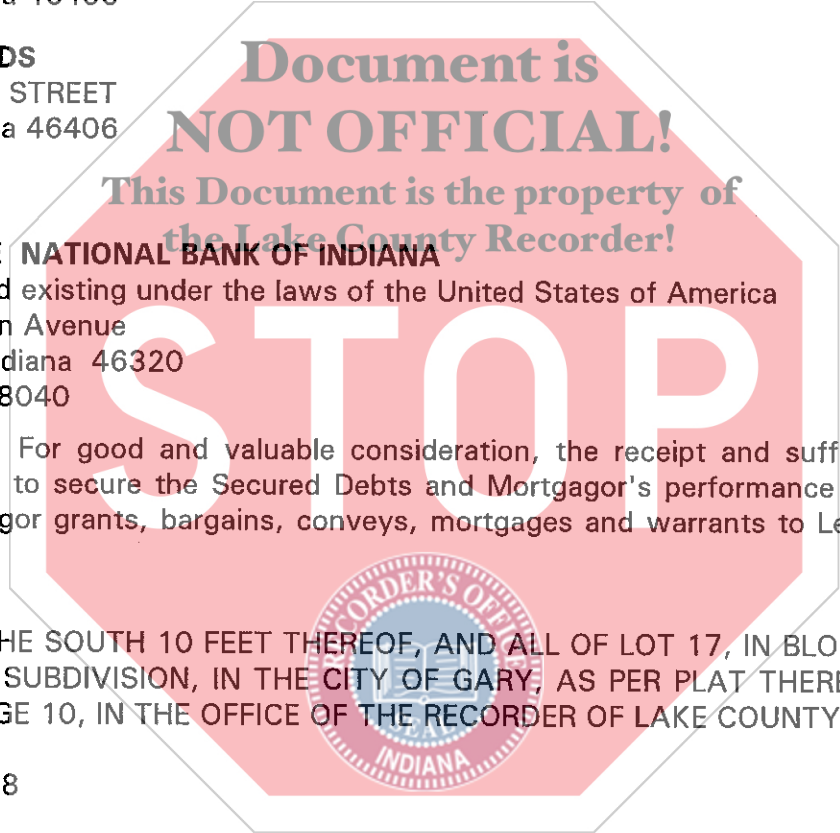 DS
STREET
a 46406
Document is
NOT OFFICIAL!
This Document is the property of
the Lake County Recorder!
NATIONAL BANK OF INDIANA
d existing under the laws of the United States of America
n Avenue
diana 46320
8040
For good and valuable consideration, the receipt and suff
to secure the Secured Debts and Mortgagor's performance
gor grants, bargains, conveys, mortgages and warrants to Le
STOP
HE SOUTH 10 FEET THEREOF, AND ALL OF LOT 17, IN BLO
SUBDIVISION, IN THE CITY OF GARY, AS PER PLAT THERE
GE 10, IN THE OFFICE OF THE RECORDER OF LAKE COUNTY
RECORDER'S OFFICE
SEAL
INDIANA
8